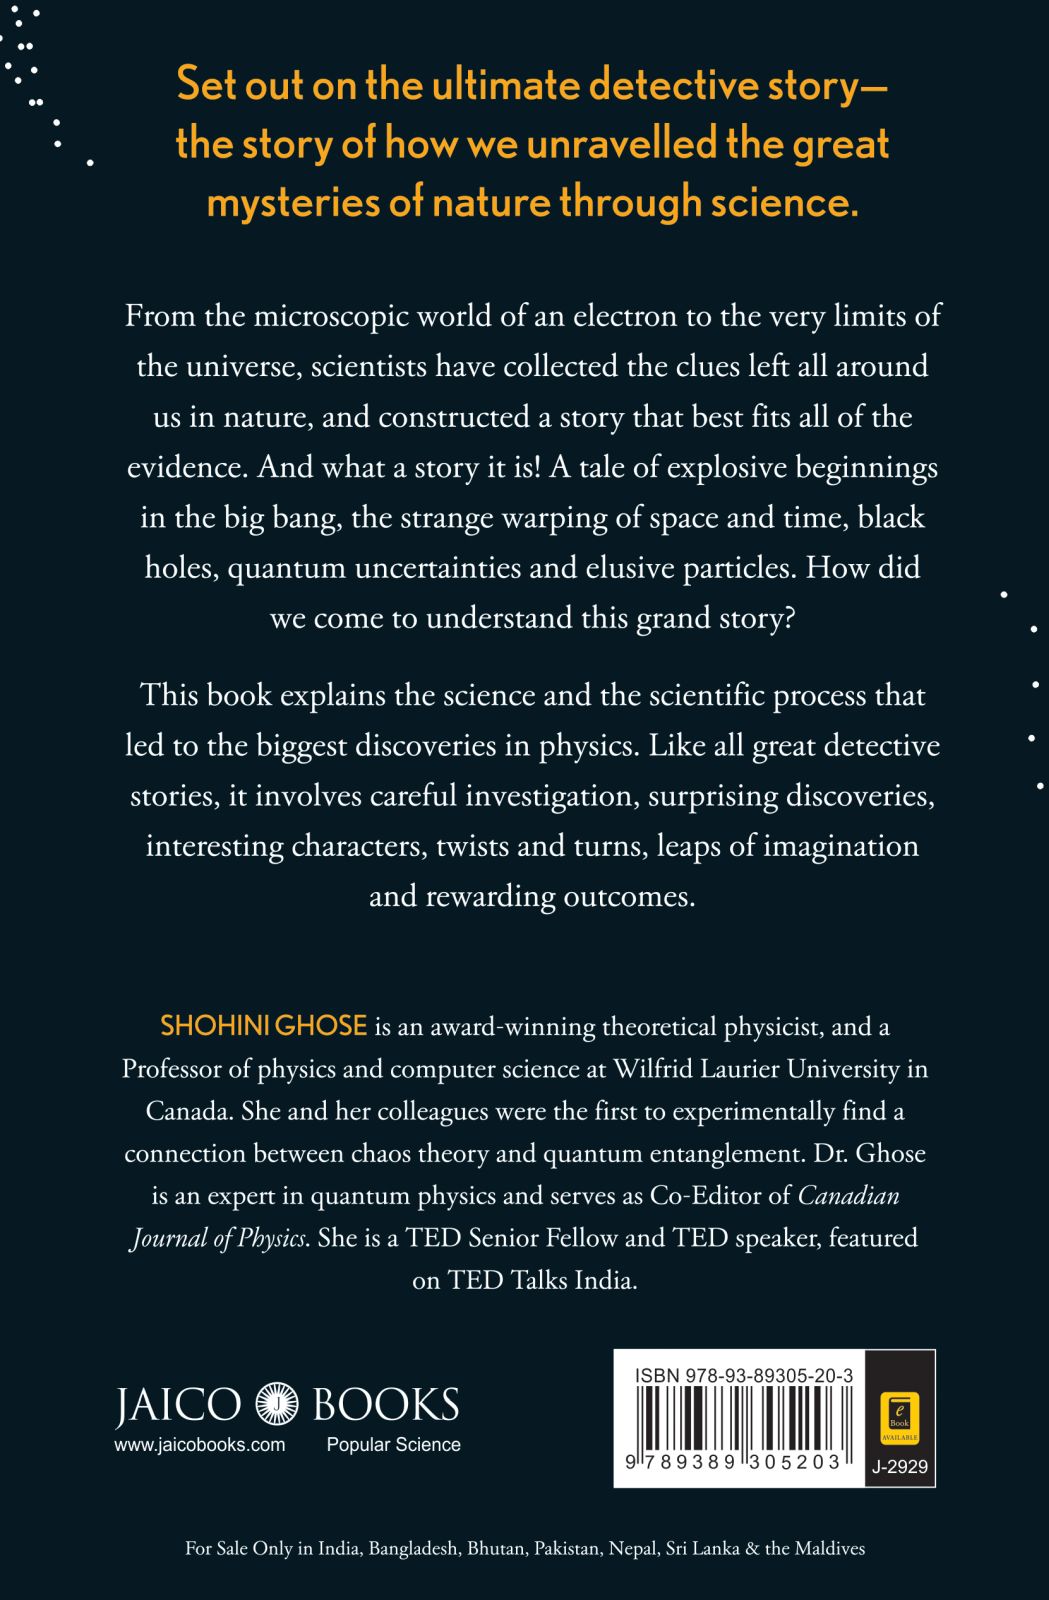 Set out on the ultimate detective story—
the story of how we unravelled the great
mysteries of nature through science.
From the microscopic world of an electron to the very limits of
the universe, scientists have collected the clues left all around
us in nature, and constructed a story that best fits all of the
evidence. And what a story it is! A tale of explosive beginnings
in the big bang, the strange warping of space and time, black
holes, quantum uncertainties and elusive particles. How did
we come to understand this grand story?
This book explains the science and the scientific process that
led to the biggest discoveries in physics. Like all great detective
stories, it involves careful investigation, surprising discoveries,
interesting characters, twists and turns, leaps of imagination
and rewarding outcomes.
SHOHINI GHOSE is an award-winning theoretical physicist, and a
Professor of physics and computer science at Wilfrid Laurier University in
Canada. She and her colleagues were the first to experimentally find a
connection between chaos theory and quantum entanglement. Dr. Ghose
is an expert in quantum physics and serves as Co-Editor of Canadian
Journal of Physics. She is a TED Senior Fellow and TED speaker, featured
on TED Talks India.
JAICO J BOOKS
www.jaicobooks.com Popular Science
ISBN 978-93-89305-20-3
9 789389 305203
e
Book
AVAILABLE
J-2929
For Sale Only in India, Bangladesh, Bhutan, Pakistan, Nepal, Sri Lanka & the Maldives